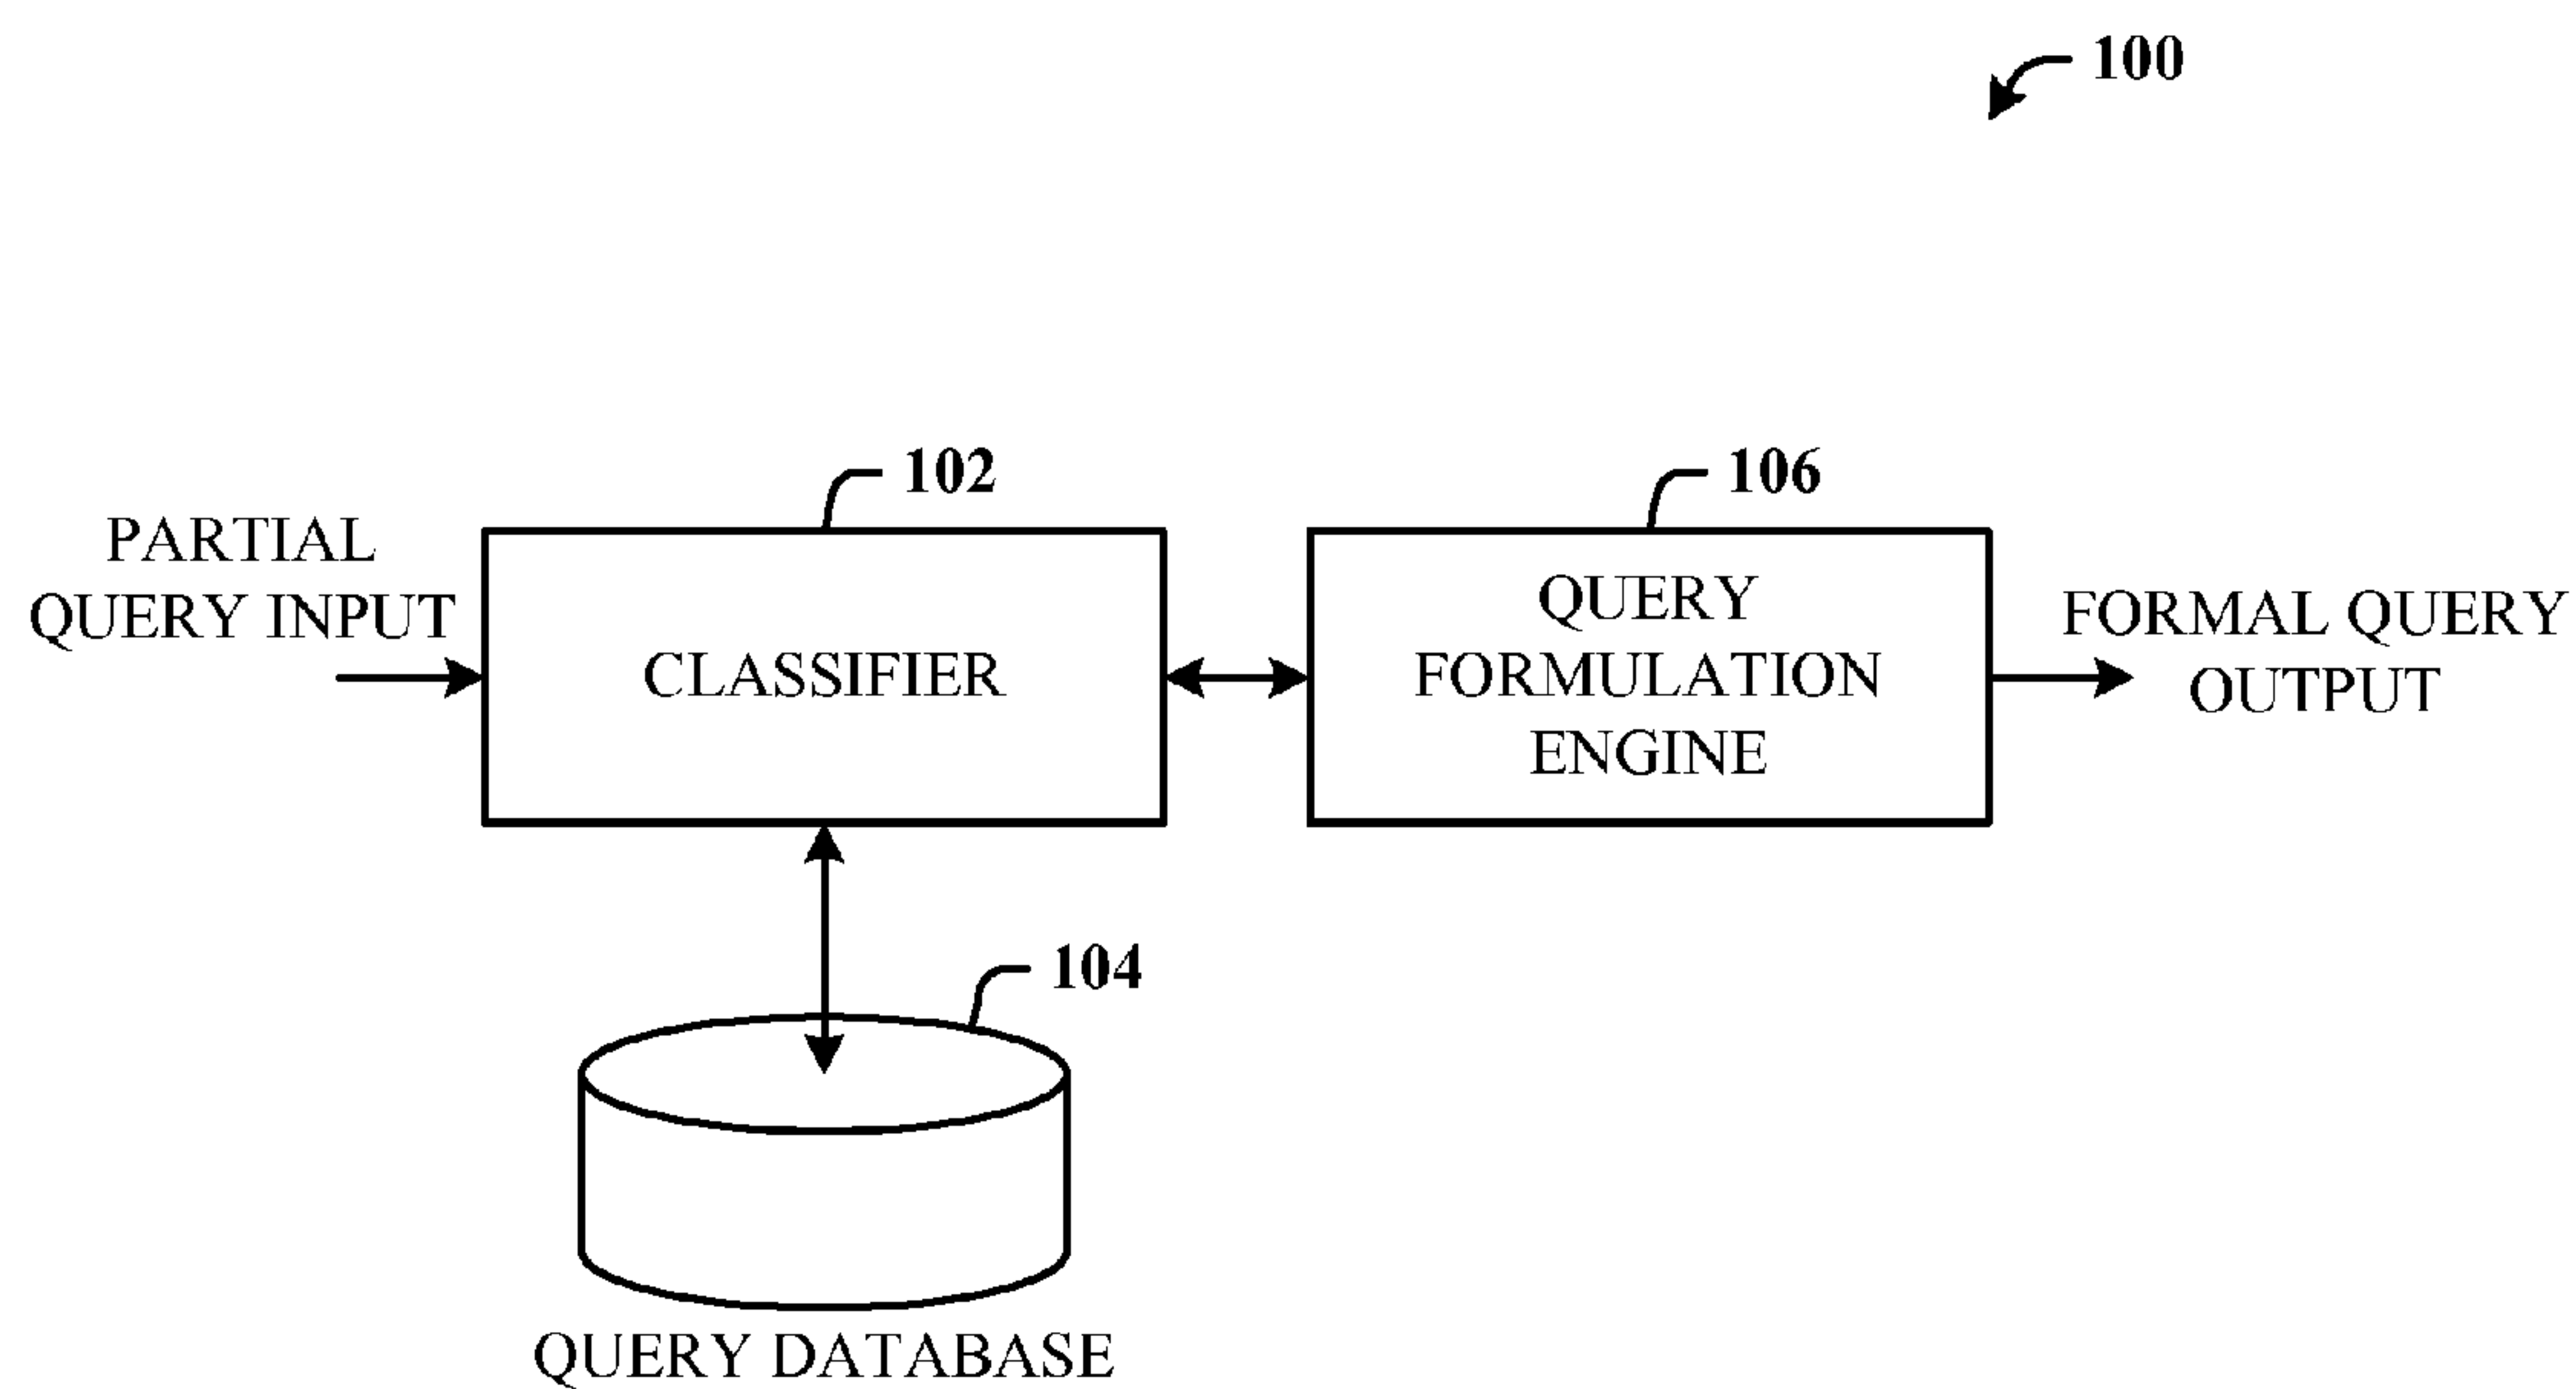 100
102
106
PARTIAL
QUERY INPUT
CLASSIFIER
QUERY
FORMULATION
ENGINE
FORMAL QUERY
OUTPUT
104
QUERY DATABASE